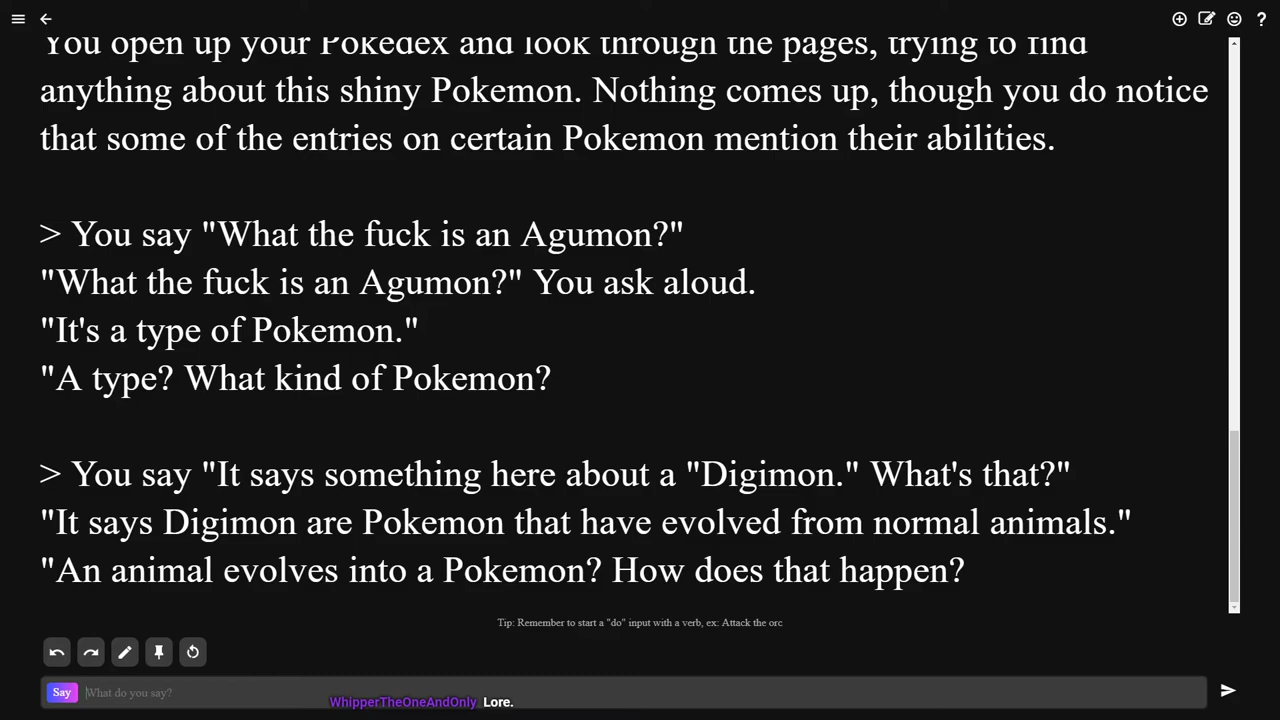 You open up your Pokedex and look through the pages, trying to find
anything about this shiny Pokemon. Nothing comes up, though you do notice
that some of the entries on certain Pokemon mention their abilities.
> You say "What the fuck is an Agumon?"
"What the fuck is an Agumon?" You ask aloud.
"It's a type of Pokemon."
"A type? What kind of Pokemon?
> You say "It says something here about a "Digimon." What's that?"
"It says Digimon are Pokemon that have evolved from normal animals."
"An animal evolves into a Pokemon? How does that happen?
Tip: Remember to start a "do" input with a verb, ex: Attack the orc
Say What do you say?
WhipperTheOneAndOnly Lore.